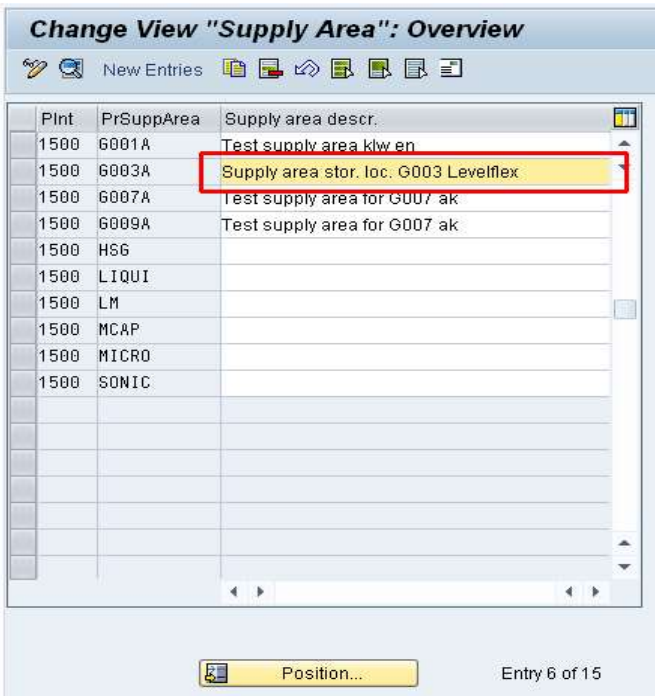 Change View "Supply Area": Overview
New Entries
Plnt PrSuppArea Supply area descr.
1500 G001A Test supply area klw en
1500 G003A Supply area stor. loc. G003 Levelflex
1500 G007A Test supply area for G007 ak
1500 G009A Test supply area for G007 ak
1500 HSG
1500 LIQUI
1500 LM
1500 MCAP
1500 MICRO
1500 SONIC
Position... Entry 6 of 15